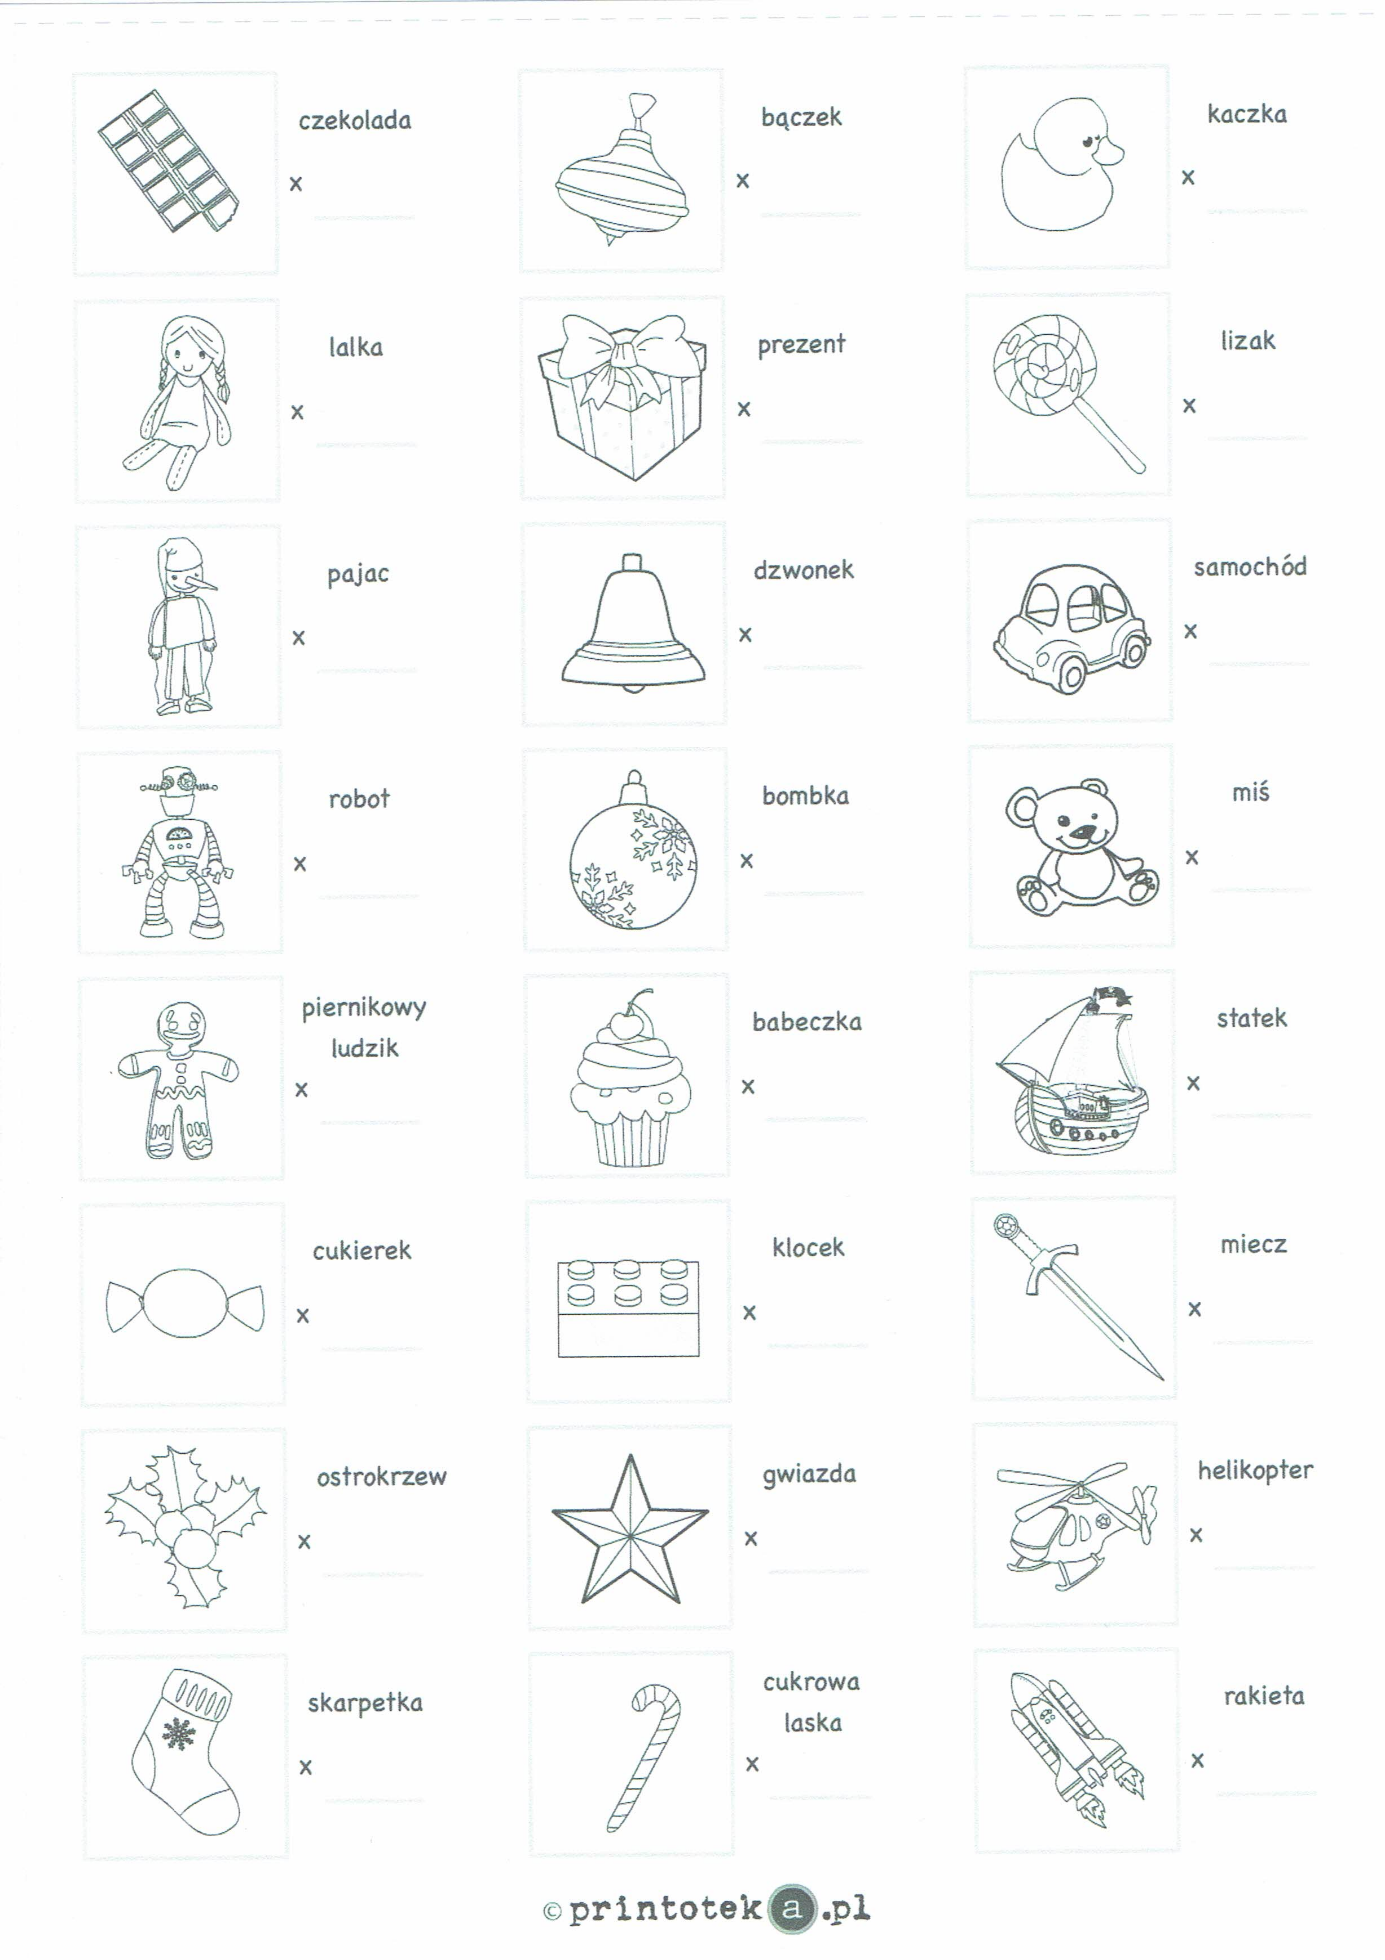 czekolada
x
bączek
x
kaczka
x
lalka
x
prezent
x
lizak
x
pajac
x
dzwonek
x
samochód
x
robot
x
bombka
x
miś
x
piernikowy
ludzik
x
babeczka
x
statek
x
cukierek
x
klocek
x
miecz
x
ostrokrzew
x
gwiazda
x
helikopter
x
skarpetka
x
cukrowa
laska
x
rakieta
x
© printoteka.pl